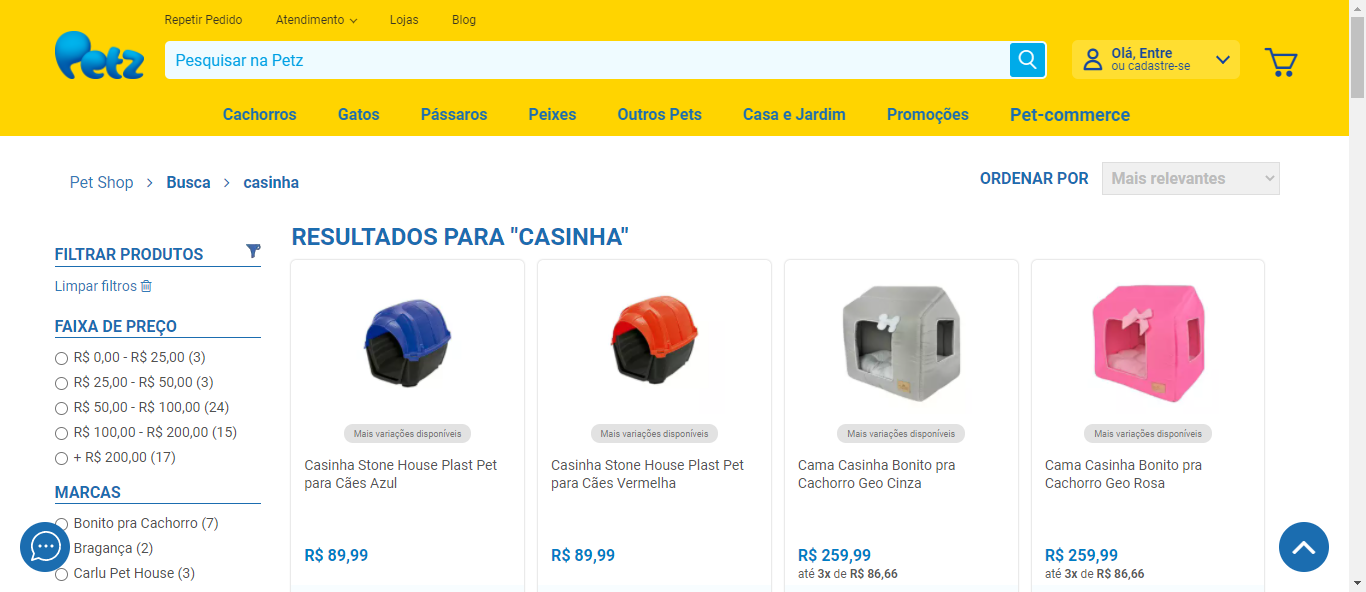 Repetir Pedido Atendimento Lojas Blog
Petz
Pesquisar na Petz
Olá, Entre
ou cadastre-se
Cachorros Gatos Pássaros Peixes Outros Pets Casa e Jardim Promoções Pet-commerce
Pet Shop > Busca > casinha
ORDENAR POR Mais relevantes
FILTRAR PRODUTOS
Limpar filtros
FAIXA DE PREÇO
R$ 0,00 - R$ 25,00 (3)
R$ 25,00 - R$ 50,00 (3)
R$ 50,00 - R$ 100,00 (24)
R$ 100,00 - R$ 200,00 (15)
+ R$ 200,00 (17)
MARCAS
Bonito pra Cachorro (7)
Bragança (2)
Carlu Pet House (3)
RESULTADOS PARA "CASINHA"
Mais variações disponíveis
Casinha Stone House Plast Pet
para Cães Azul
R$ 89,99
Mais variações disponíveis
Casinha Stone House Plast Pet
para Cães Vermelha
R$ 89,99
Mais variações disponíveis
Cama Casinha Bonito pra
Cachorro Geo Cinza
R$ 259,99
até 3x de R$ 86,66
Mais variações disponíveis
Cama Casinha Bonito pra
Cachorro Geo Rosa
R$ 259,99
até 3x de R$ 86,66